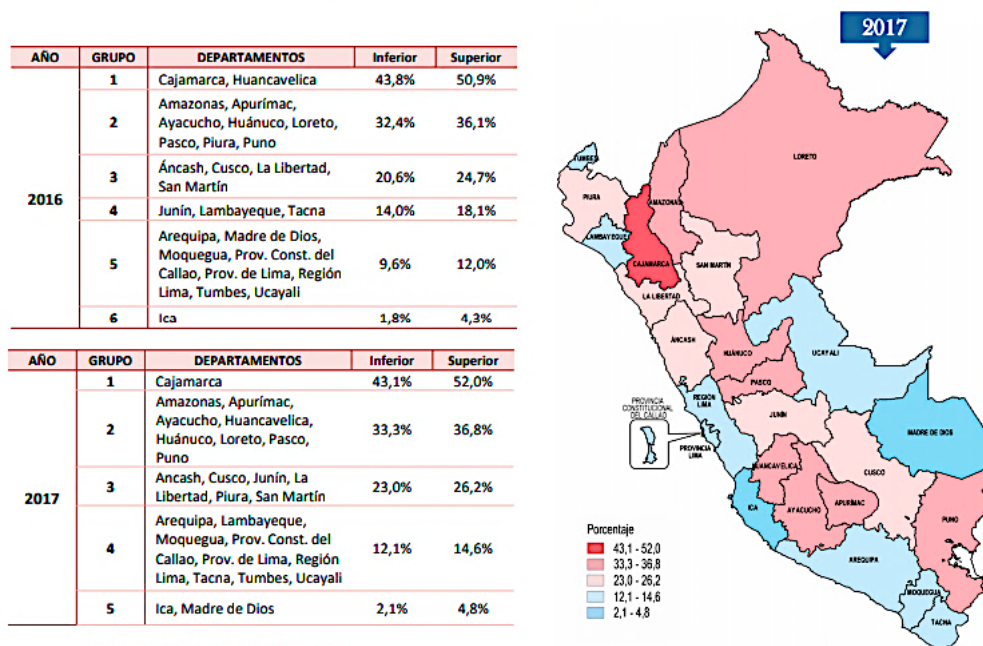 AÑO GRUPO DEPARTAMENTOS Inferior Superior
2016
1 Cajamarca, Huancavelica 43,8% 50,9%
Amazonas, Apurímac,
2 Ayacucho, Huánuco, Loreto, 32,4% 36,1%
Pasco, Piura, Puno
3 Áncash, Cusco, La Libertad, 20,6% 24,7%
San Martín
4 Junín, Lambayeque, Tacna 14,0% 18,1%
Arequipa, Madre de Dios,
5 Moquegua, Prov. Const. del 9,6% 12,0%
Callao, Prov. de Lima, Región
Lima, Tumbes, Ucayali
6 Ica 1,8% 4,3%
AÑO GRUPO DEPARTAMENTOS Inferior Superior
2017
1 Cajamarca 43,1% 52,0%
Amazonas, Apurímac,
2 Ayacucho, Huancavelica, 33,3% 36,8%
Huánuco, Loreto, Pasco,
Puno
3 Ancash, Cusco, Junín, La 23,0% 26,2%
Libertad, Piura, San Martín
Arequipa, Lambayeque,
4 Moquegua, Prov. Const. del 12,1% 14,6%
Callao, Prov. de Lima, Región
Lima, Tacna, Tumbes, Ucayali
5 Ica, Madre de Dios 2,1% 4,8%
2017
TUMBES
LORETO
PIURA
AMAZONAS
LAMBAYEQUE
CAJAMARCA
SAN MARTÍN
LA LIBERTAD
ÁNCASH
HUÁNUCO
UCAYALI
PASCO
REGIÓN
LIMA
PROVINCIA
CONSTITUCIONAL
DEL CALLAO
JUNÍN
MADRE DE DIOS
PROVINCIA
LIMA
HUANCAVELICA
CUSCO
ICA
AYACUCHO
APURÍMAC
PUNO
AREQUIPA
MOQUEGUA
TACNA
Porcentaje
43,1 - 52,0
33,3 - 36,8
23,0 - 26,2
12,1 - 14,6
2,1 - 4,8